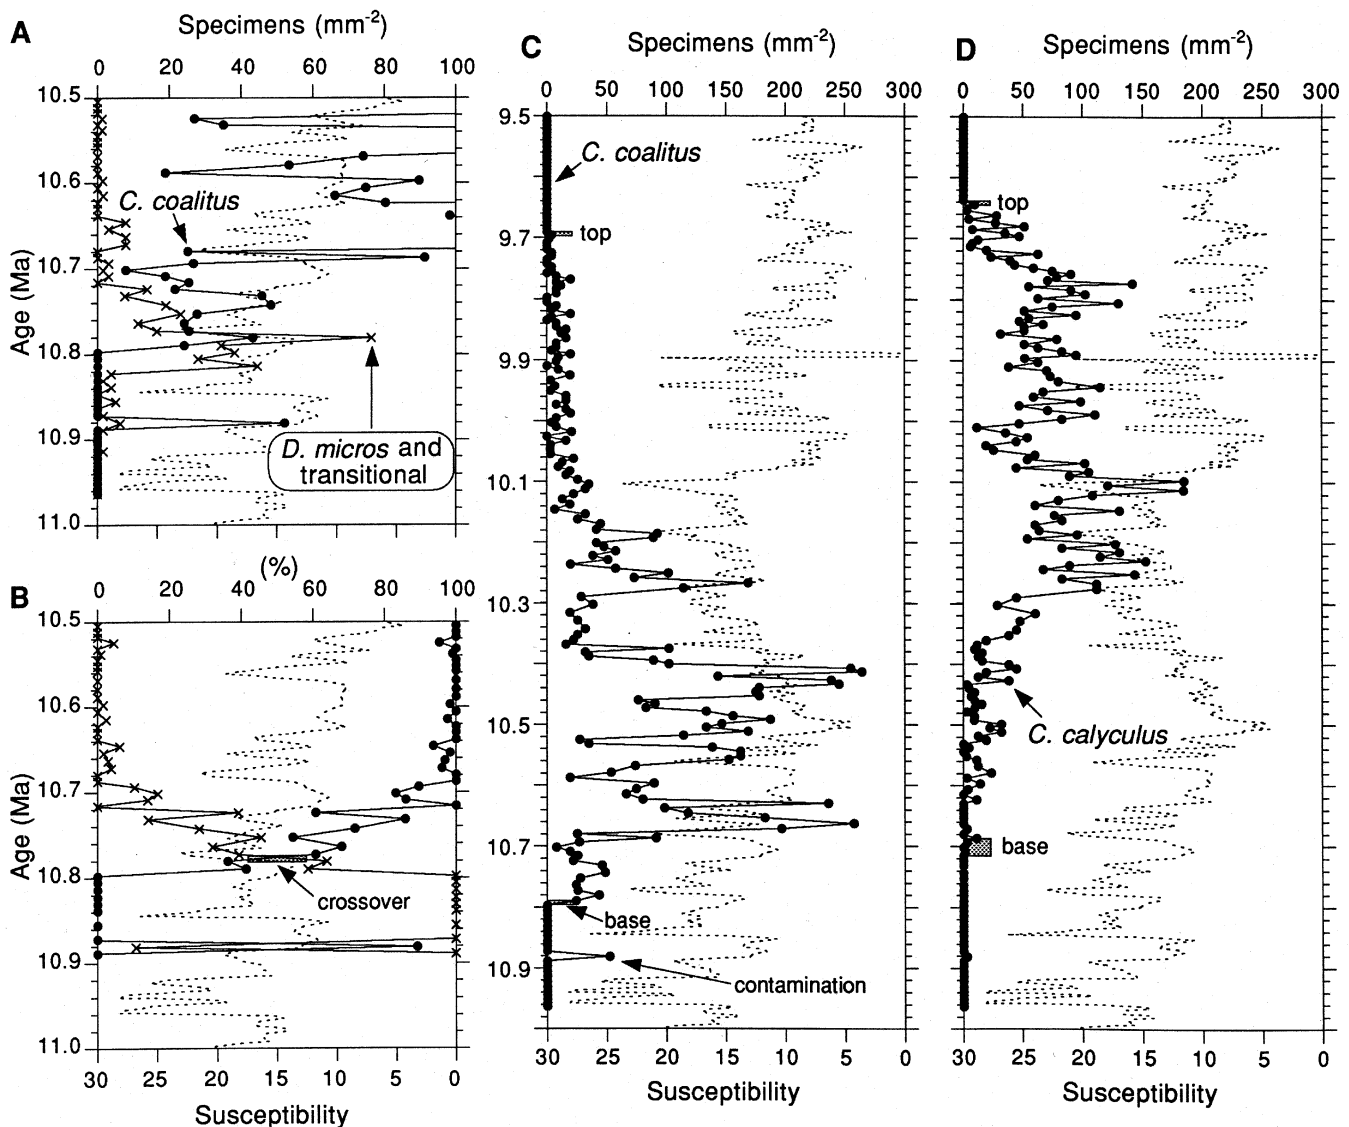 A
Specimens (mm-2)
0 20 40 60 80 100
10.5
10.6
10.7
10.8
10.9
11.0
Age (Ma)
C. coalitus
D. micros and
transitional
B
(%)
0 20 40 60 80 100
10.5
10.6
10.7
10.8
10.9
11.0
Age (Ma)
crossover
30 25 20 15 10 5 0
Susceptibility
C
Specimens (mm-2)
0 50 100 150 200 250 300
9.5
9.7
9.9
10.1
10.3
10.5
10.7
10.9
C. coalitus
top
base
contamination
30 25 20 15 10 5 0
Susceptibility
D
Specimens (mm-2)
0 50 100 150 200 250 300
top
C. calyculus
base
30 25 20 15 10 5 0
Susceptibility